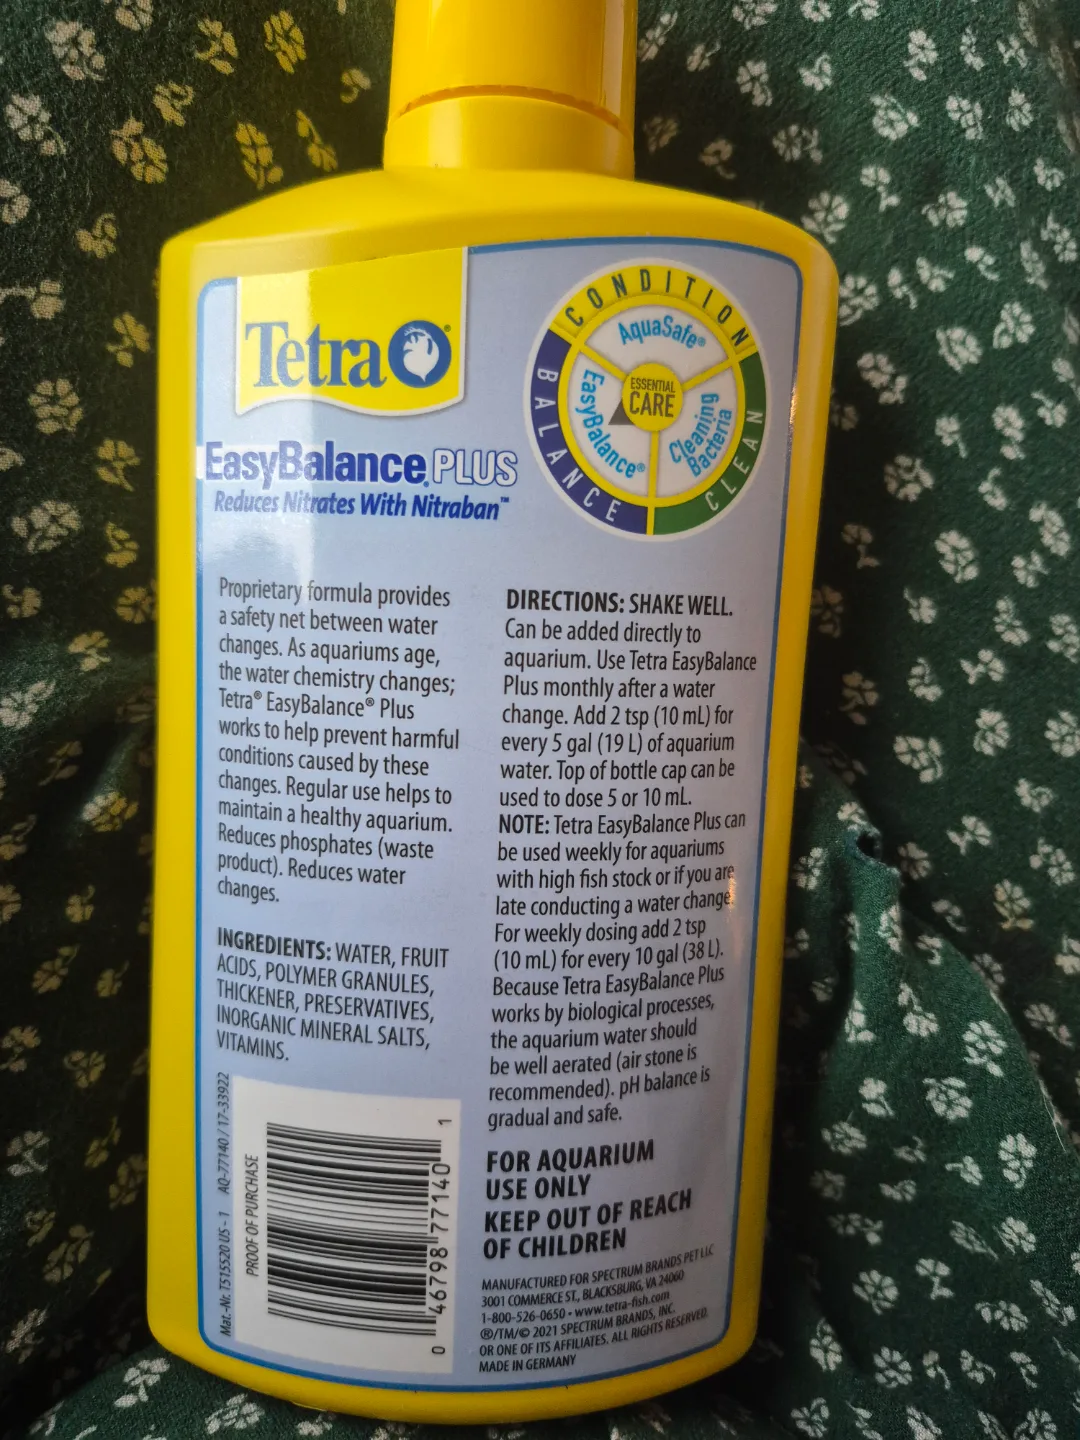 Tetra®
EasyBalance® PLUS
Reduces Nitrates With Nitraban™
CONDITION
AquaSafe®
BALANCE
EasyBalance®
ESSENTIAL
CARE
Cleaning
Bacteria
CLEAN
Proprietary formula provides
a safety net between water
changes. As aquariums age,
the water chemistry changes;
Tetra® EasyBalance® Plus
works to help prevent harmful
conditions caused by these
changes. Regular use helps to
maintain a healthy aquarium.
Reduces phosphates (waste
product). Reduces water
changes.
INGREDIENTS: WATER, FRUIT
ACIDS, POLYMER GRANULES,
THICKENER, PRESERVATIVES,
INORGANIC MINERAL SALTS,
VITAMINS.
Mat.-Nr. T515520 US - 1 AQ-77140 / 17-33922
PROOF OF PURCHASE
0 46798 77140 1
DIRECTIONS: SHAKE WELL.
Can be added directly to
aquarium. Use Tetra EasyBalance
Plus monthly after a water
change. Add 2 tsp (10 mL) for
every 5 gal (19 L) of aquarium
water. Top of bottle cap can be
used to dose 5 or 10 mL.
NOTE: Tetra EasyBalance Plus can
be used weekly for aquariums
with high fish stock or if you are
late conducting a water change.
For weekly dosing add 2 tsp
(10 mL) for every 10 gal (38 L).
Because Tetra EasyBalance Plus
works by biological processes,
the aquarium water should
be well aerated (air stone is
recommended). pH balance is
gradual and safe.
FOR AQUARIUM
USE ONLY
KEEP OUT OF REACH
OF CHILDREN
MANUFACTURED FOR SPECTRUM BRANDS PET LLC
3001 COMMERCE ST., BLACKSBURG, VA 24060
1-800-526-0650 • www.tetra-fish.com
®/TM/© 2021 SPECTRUM BRANDS, INC.
OR ONE OF ITS AFFILIATES. ALL RIGHTS RESERVED.
MADE IN GERMANY